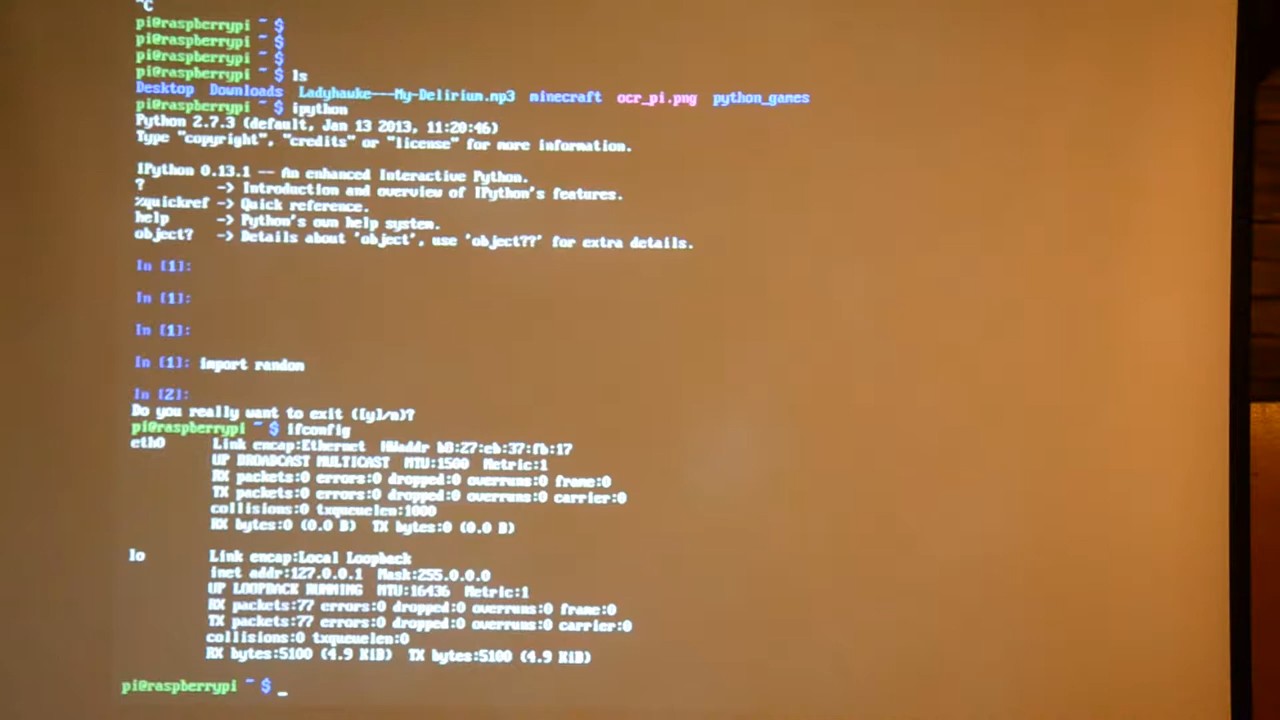 ^C
pi@raspberrypi ~ $
pi@raspberrypi ~ $
pi@raspberrypi ~ $
pi@raspberrypi ~ $ ls
Desktop Downloads Ladyhawke---My-Delirium.mp3 minecraft ocr_pi.png python_games
pi@raspberrypi ~ $ ipython
Python 2.7.3 (default, Jan 13 2013, 11:20:46)
Type "copyright", "credits" or "license" for more information.
IPython 0.13.1 -- An enhanced Interactive Python.
? -> Introduction and overview of IPython's features.
%quickref -> Quick reference.
help -> Python's own help system.
object? -> Details about 'object', use 'object??' for extra details.
In [1]:
In [1]:
In [1]:
In [1]: import random
In [2]:
Do you really want to exit ([y]/n)?
pi@raspberrypi ~ $ ifconfig
eth0 Link encap:Ethernet HWaddr b8:27:eb:37:fb:17
UP BROADCAST MULTICAST MTU:1500 Metric:1
RX packets:0 errors:0 dropped:0 overruns:0 frame:0
TX packets:0 errors:0 dropped:0 overruns:0 carrier:0
collisions:0 txqueuelen:1000
RX bytes:0 (0.0 B) TX bytes:0 (0.0 B)
lo Link encap:Local Loopback
inet addr:127.0.0.1 Mask:255.0.0.0
UP LOOPBACK RUNNING MTU:16436 Metric:1
RX packets:77 errors:0 dropped:0 overruns:0 frame:0
TX packets:77 errors:0 dropped:0 overruns:0 carrier:0
collisions:0 txqueuelen:0
RX bytes:5100 (4.9 KiB) TX bytes:5100 (4.9 KiB)
pi@raspberrypi ~ $ _